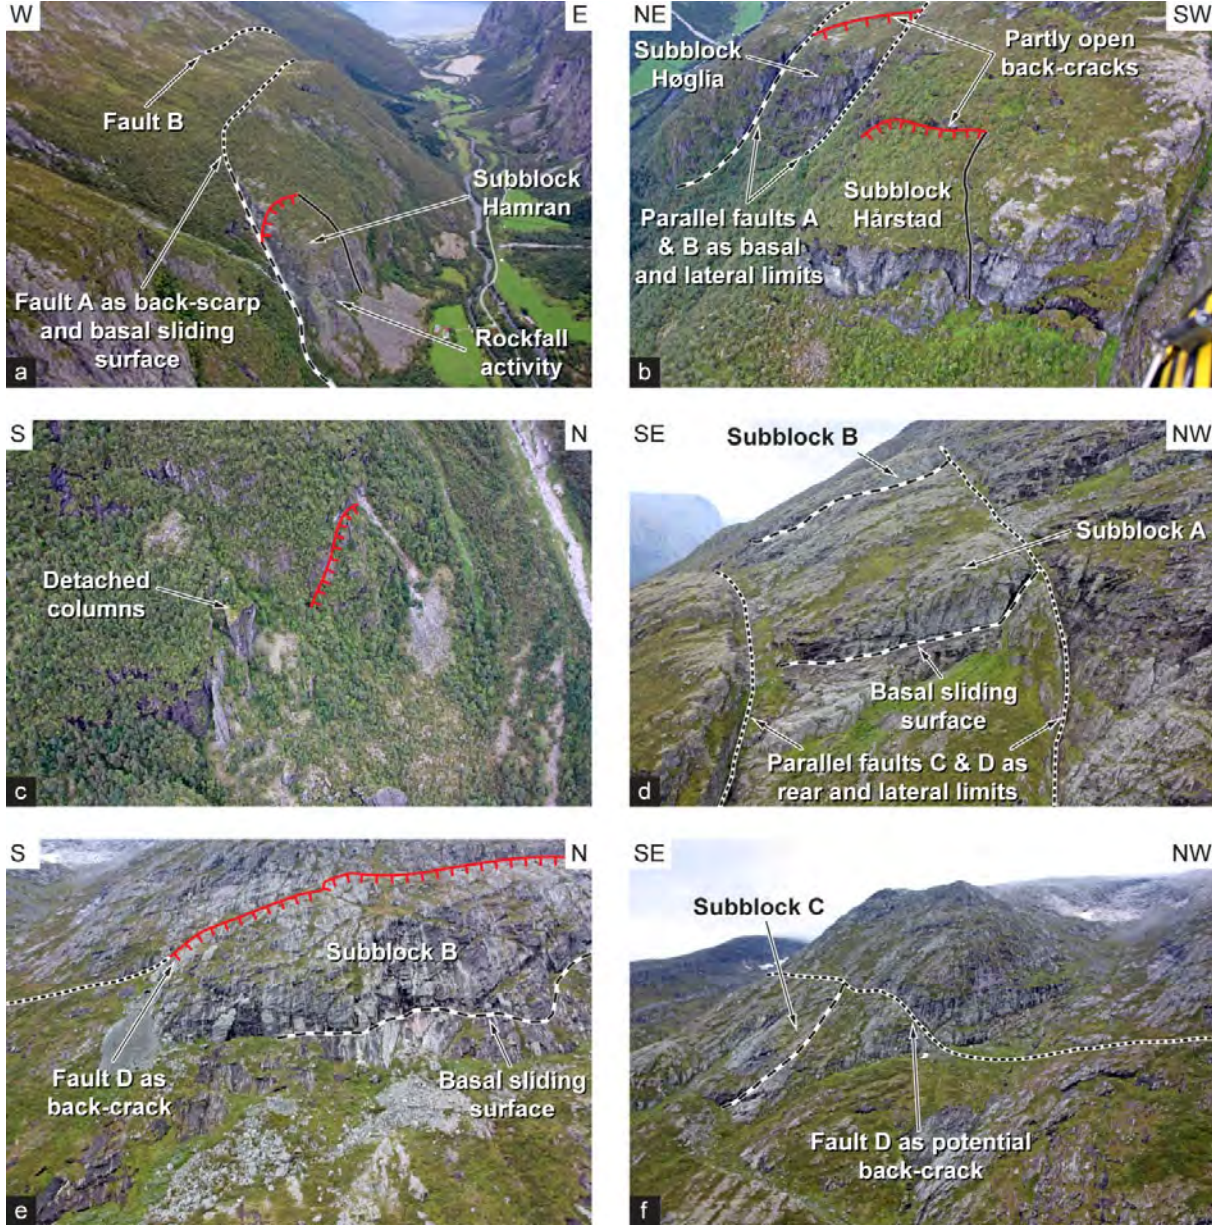 W
E
Fault B
Subblock
Hamran
Fault A as back-scarp
and basal sliding
surface
Rockfall
activity
a
NE
SW
Subblock
Høglia
Partly open
back-cracks
Subblock
Hårstad
Parallel faults A
& B as basal
and lateral limits
b
S
N
Detached
columns
c
SE
NW
Subblock B
Subblock A
Basal sliding
surface
Parallel faults C & D as
rear and lateral limits
d
S
N
Subblock B
Fault D as
back-crack
Basal sliding
surface
e
SE
NW
Subblock C
Fault D as potential
back-crack
f